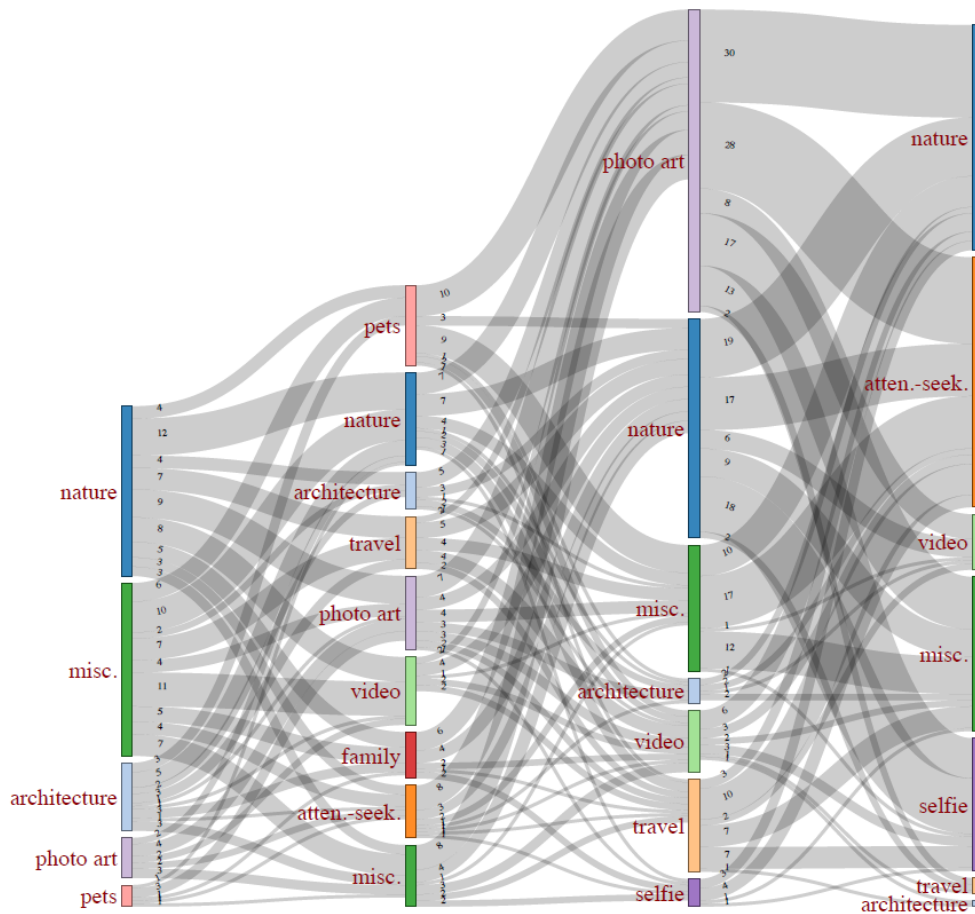 nature
misc.
architecture
photo art
pets
4
12
4
7
9
8
5
3
3
6
10
2
7
4
11
5
4
7
3
5
2
pets
nature
architecture
travel
photo art
video
family
atten.-seek.
misc.
10
3
9
7
7
4
5
3
5
4
4
7
4
4
3
3
4
6
4
8
8
4
photo art
nature
misc.
architecture
video
travel
selfie
30
28
8
17
13
2
19
17
6
9
18
2
10
17
1
12
6
3
2
3
1
3
10
2
7
7
1
4
1
nature
atten.-seek.
video
misc.
selfie
travel
architecture